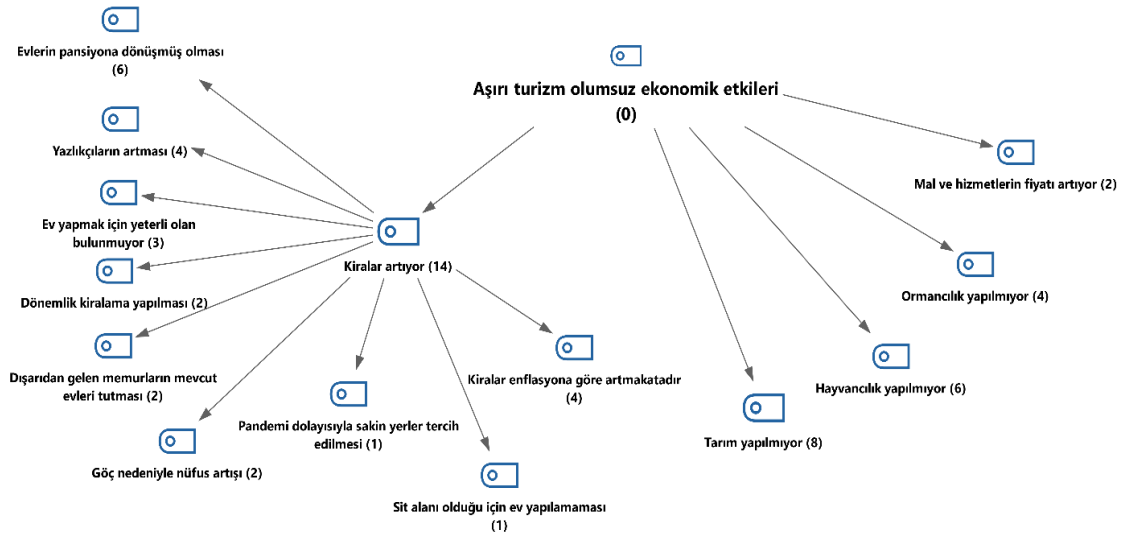 Evlerin pansiyona dönüşmüş olması
(6)
Aşırı turizm olumsuz ekonomik etkileri
(0)
Yazlıkçıların artması (4)
Mal ve hizmetlerin fiyatı artıyor (2)
Ev yapmak için yeterli olan
bulunmuyor (3)
Kiralar artıyor (14)
Dönemlik kiralama yapılması (2)
Ormancılık yapılmıyor (4)
Dışarıdan gelen memurların mevcut
evleri tutması (2)
Kiralar enflasyona göre artmakatadır
(4)
Hayvancılık yapılmıyor (6)
Pandemi dolayısıyla sakin yerler tercih
edilmesi (1)
Tarım yapılmıyor (8)
Göç nedeniyle nüfus artışı (2)
Sit alanı olduğu için ev yapılamaması
(1)